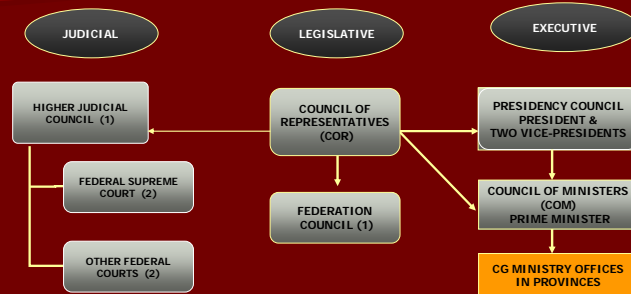 JUDICIAL
LEGISLATIVE
EXECUTIVE
HIGHER JUDICIAL
COUNCIL (1)
COUNCIL OF
REPRESENTATIVES
(COR)
PRESIDENCY COUNCIL
PRESIDENT &
TWO VICE-PRESIDENTS
FEDERAL SUPREME
COURT (2)
FEDERATION
COUNCIL (1)
COUNCIL OF MINISTERS
(COM)
PRIME MINISTER
OTHER FEDERAL
COURTS (2)
CG MINISTRY OFFICES
IN PROVINCES